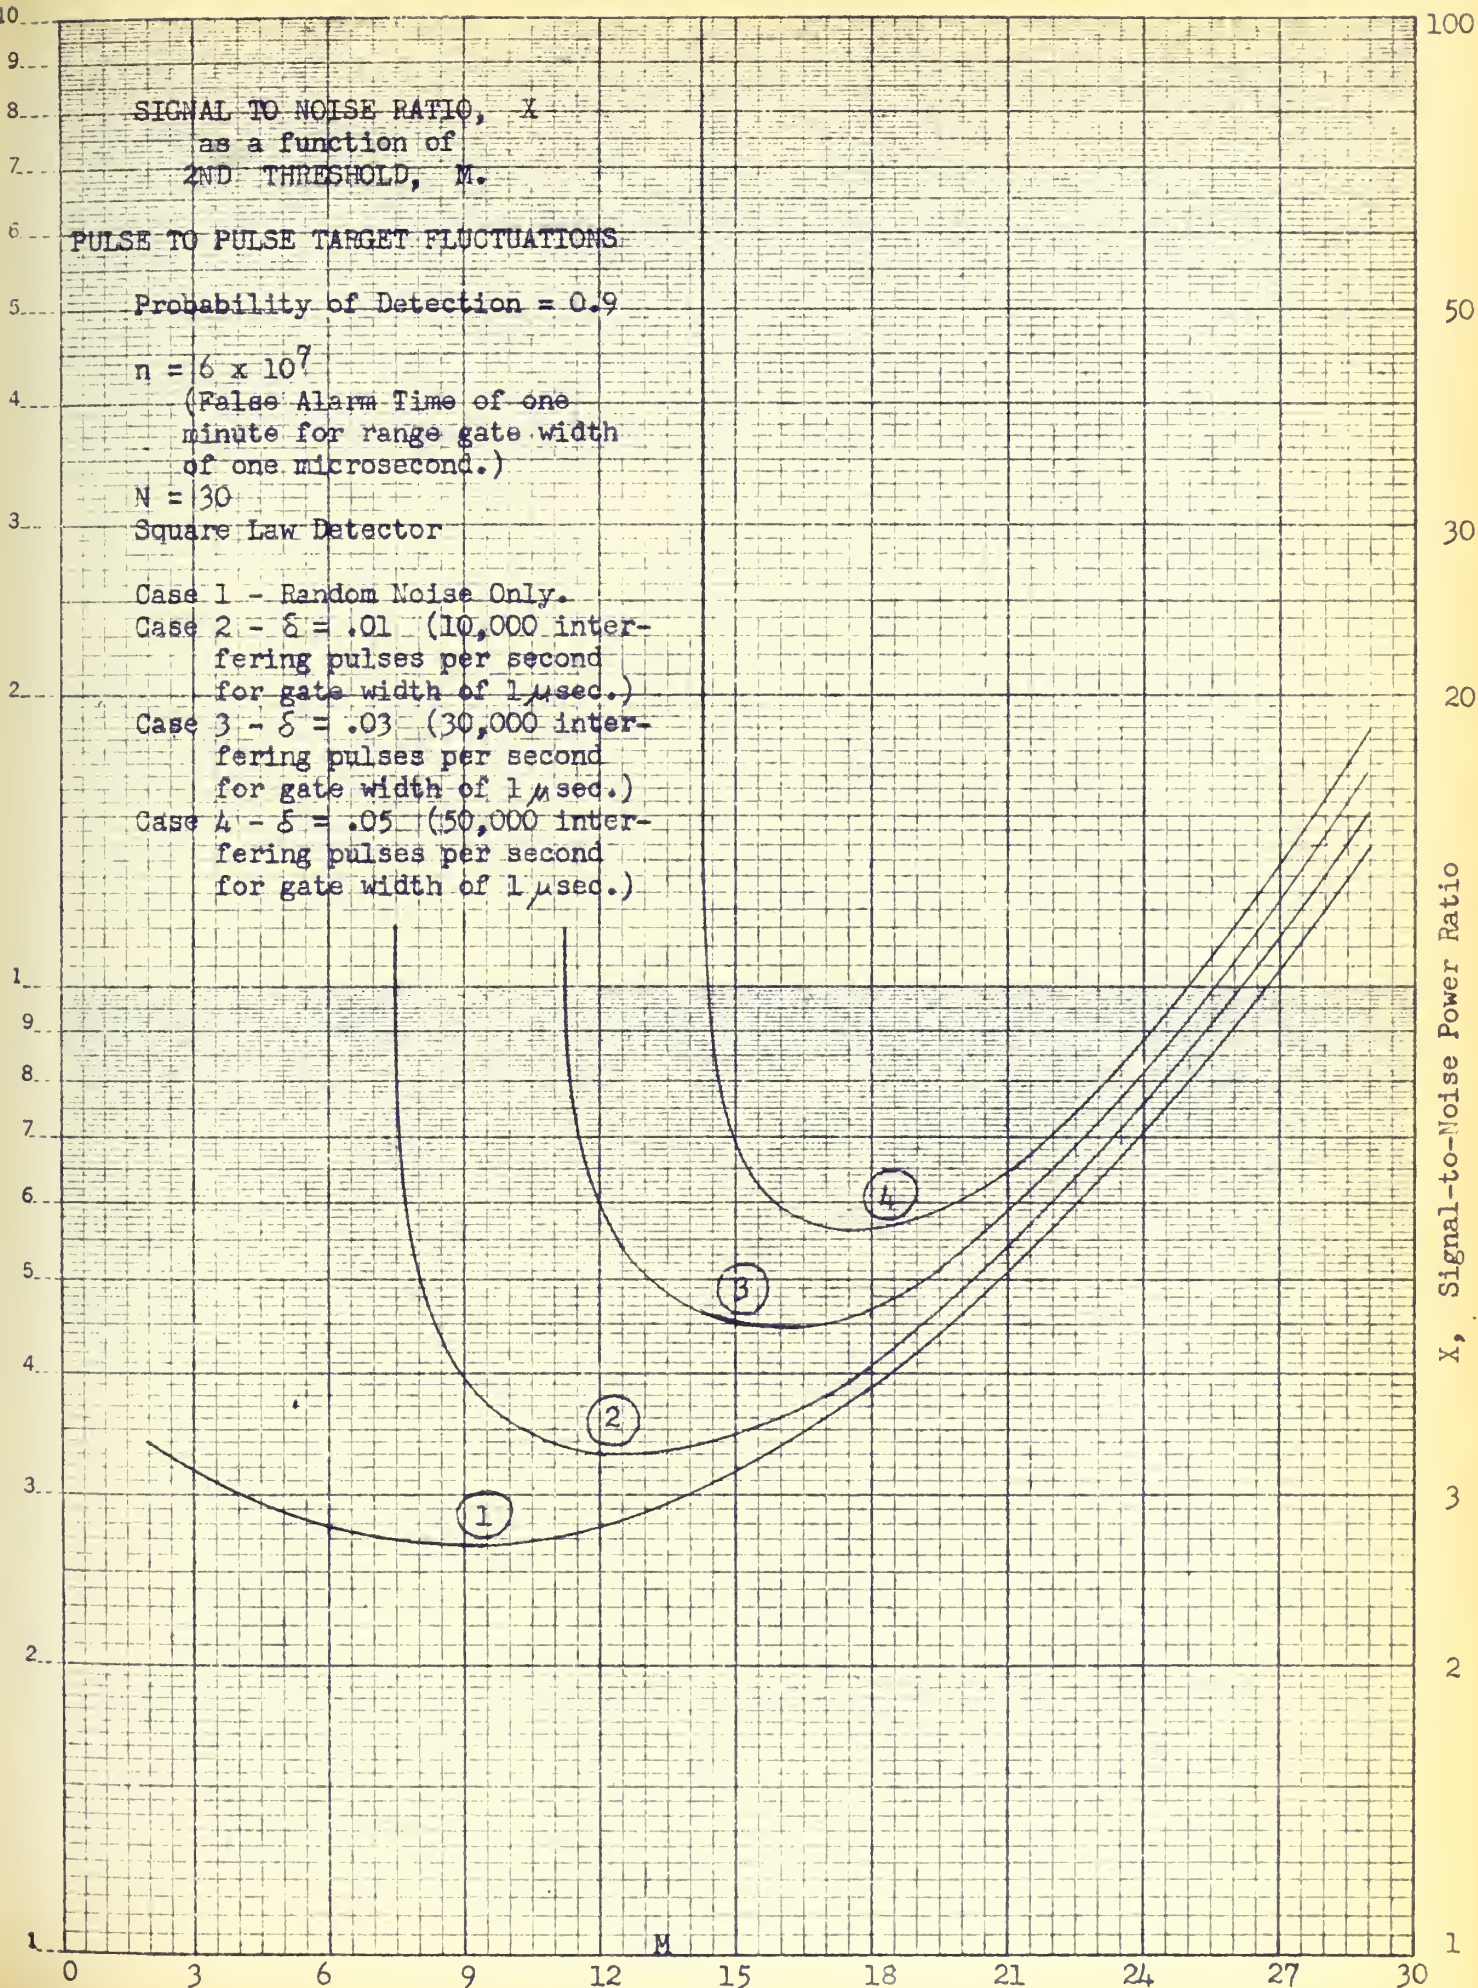 SIGNAL TO NOISE RATIO, X
as a function of
2ND THRESHOLD, M.
PULSE TO PULSE TARGET FLUCTUATIONS
Probability of Detection = 0.9
n = 6 x 10⁷
(False Alarm Time of one
minute for range gate width
of one microsecond.)
N = 30
Square Law Detector
Case 1 - Random Noise Only.
Case 2 - δ = .01 (10,000 inter-
fering pulses per second
for gate width of 1 μsec.)
Case 3 - δ = .03 (30,000 inter-
fering pulses per second
for gate width of 1 μsec.)
Case 4 - δ = .05 (50,000 inter-
fering pulses per second
for gate width of 1 μsec.)
10
9
8
7
6
5
4
3
2
1
9
8
7
6
5
4
3
2
1
4
3
2
1
100
50
30
20
3
2
1
X, Signal-to-Noise Power Ratio
M
0 3 6 9 12 15 18 21 24 27 30